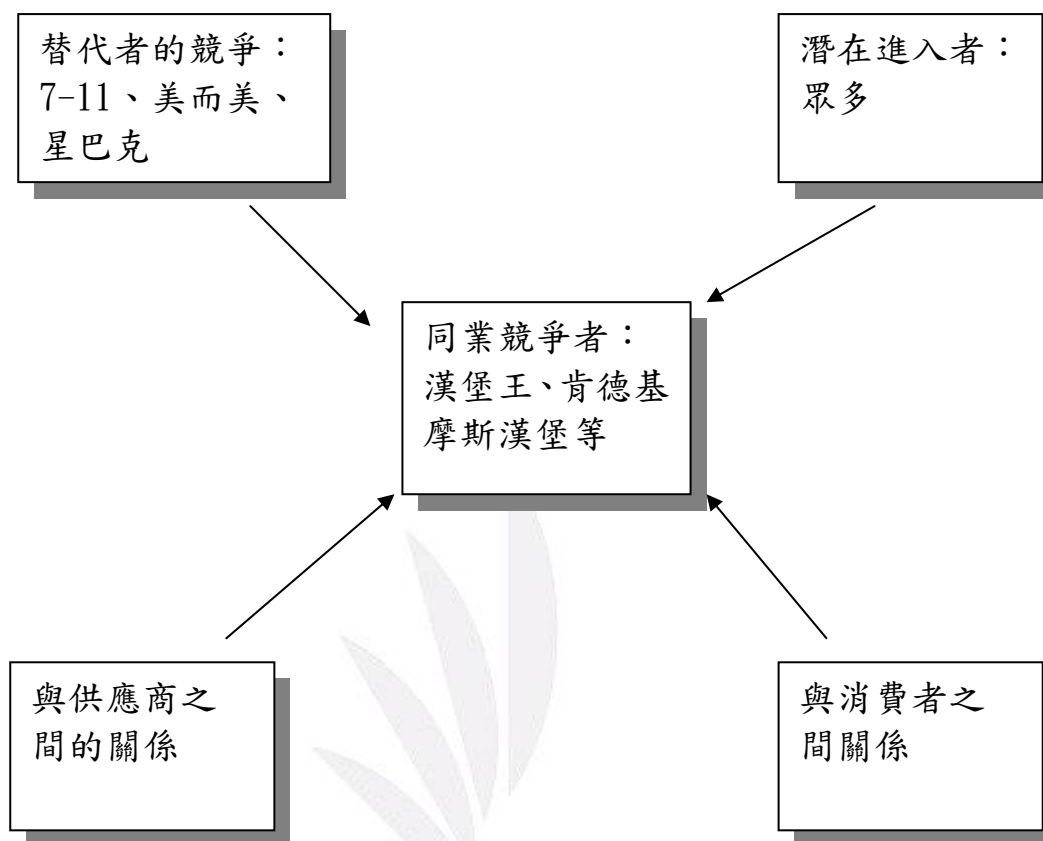 替代者的競爭：
7-11、美而美、
星巴克
潛在進入者：
眾多
同業競爭者：
漢堡王、肯德基
摩斯漢堡等
與供應商之
間的關係
與消費者之
間關係